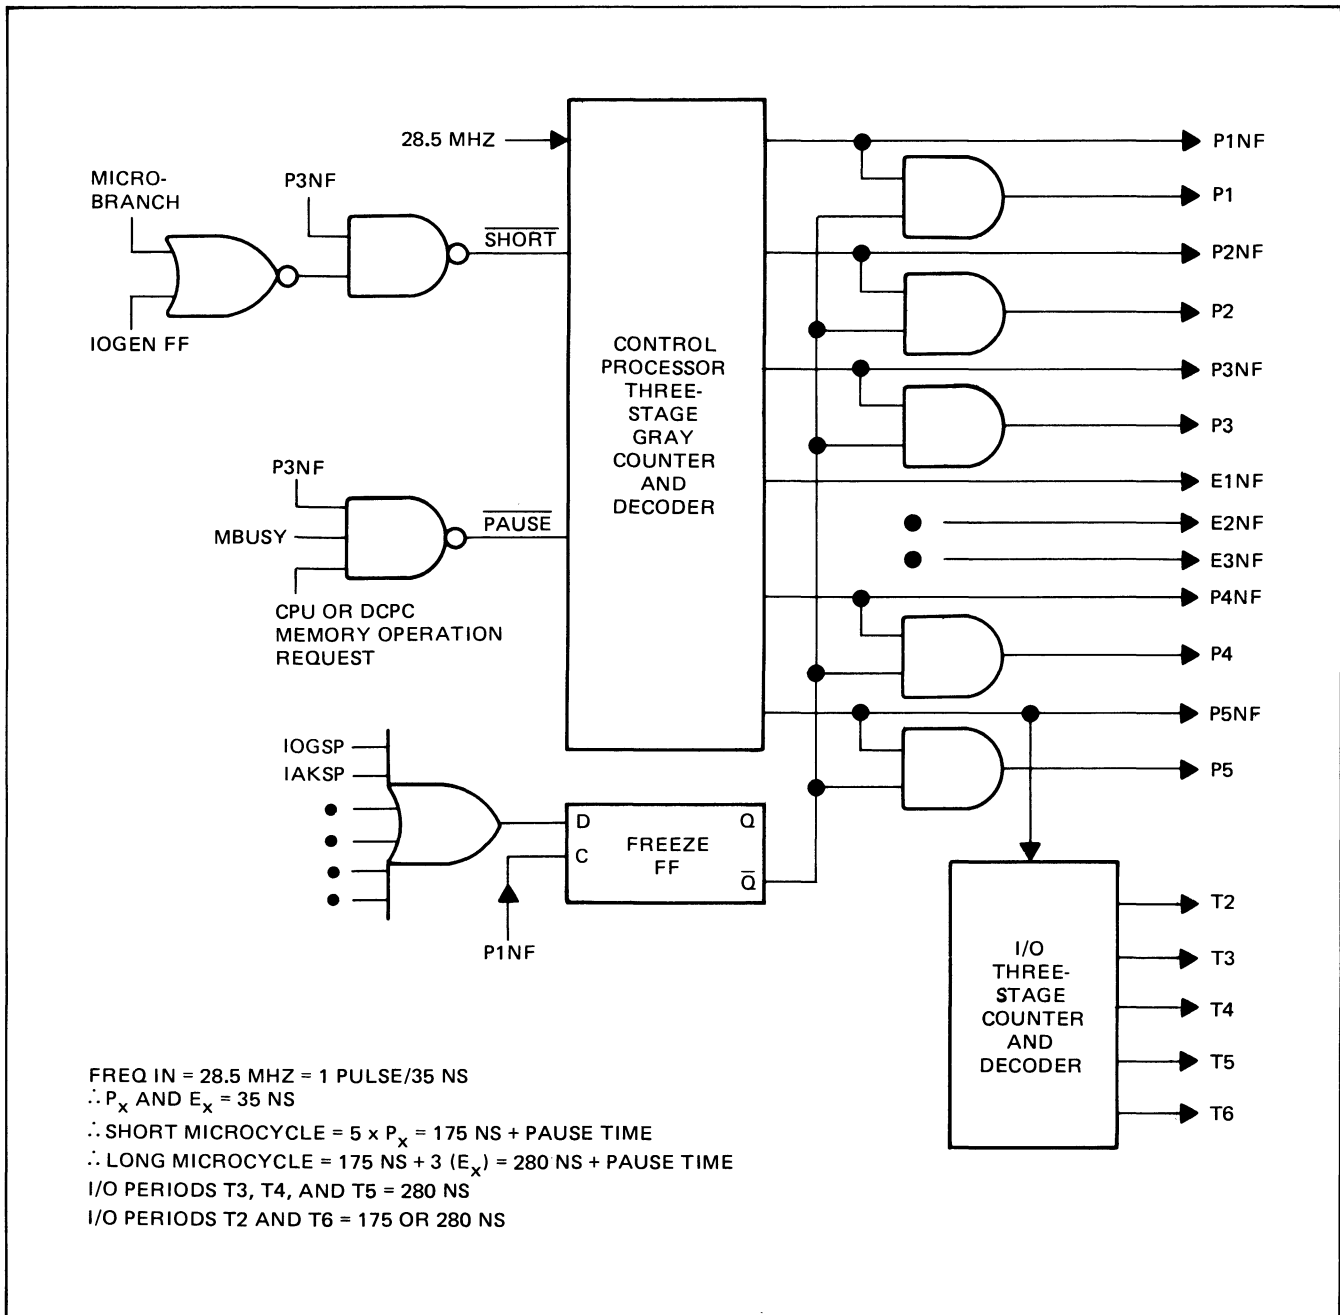 28.5 MHZ
MICRO-
BRANCH
P3NF
SHORT
IOGEN FF
P3NF
MBUSY
PAUSE
CPU OR DCPC
MEMORY OPERATION
REQUEST
CONTROL
PROCESSOR
THREE-
STAGE
GRAY
COUNTER
AND
DECODER
P1NF
P1
P2NF
P2
P3NF
P3
E1NF
E2NF
E3NF
P4NF
P4
P5NF
P5
IOGSP
IAKSP
D
Q
C
FREEZE
FF
Q̅
P1NF
I/O
THREE-
STAGE
COUNTER
AND
DECODER
T2
T3
T4
T5
T6
FREQ IN = 28.5 MHZ = 1 PULSE/35 NS
∴ Pₓ AND Eₓ = 35 NS
∴ SHORT MICROCYCLE = 5 x Pₓ = 175 NS + PAUSE TIME
∴ LONG MICROCYCLE = 175 NS + 3 (Eₓ) = 280 NS + PAUSE TIME
I/O PERIODS T3, T4, AND T5 = 280 NS
I/O PERIODS T2 AND T6 = 175 OR 280 NS